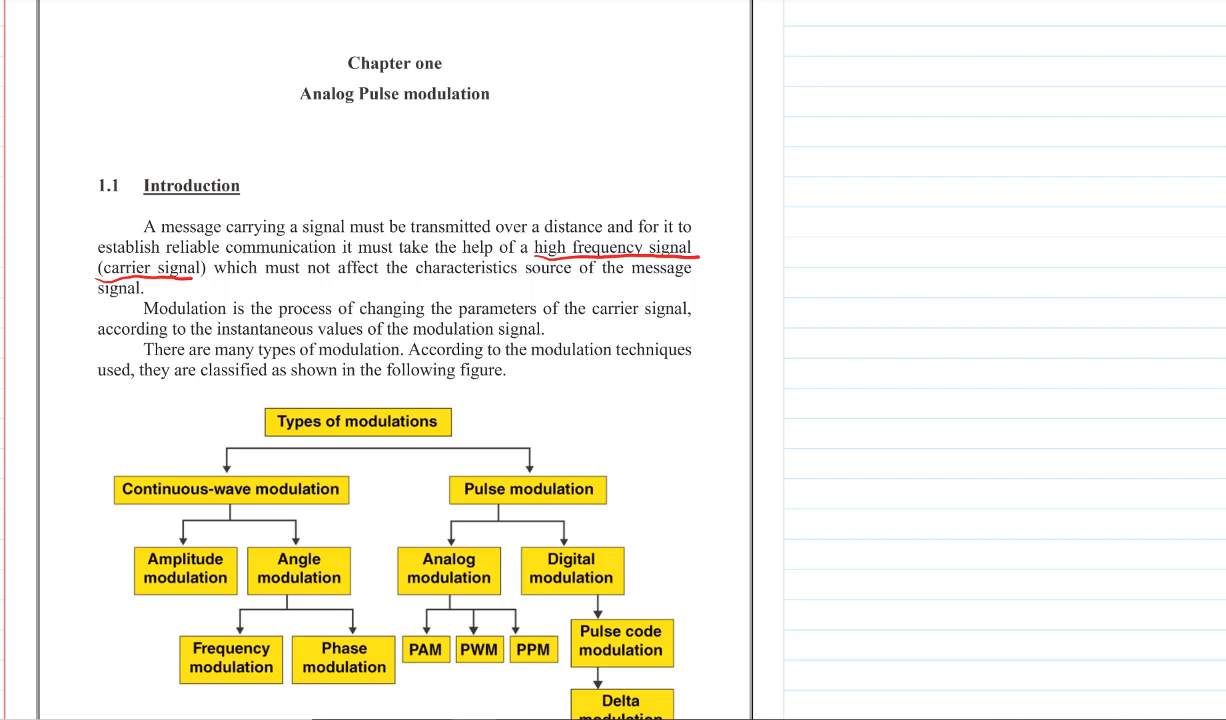 Chapter one
Analog Pulse modulation
1.1 Introduction
A message carrying a signal must be transmitted over a distance and for it to
establish reliable communication it must take the help of a high frequency signal
(carrier signal) which must not affect the characteristics source of the message
signal.
Modulation is the process of changing the parameters of the carrier signal,
according to the instantaneous values of the modulation signal.
There are many types of modulation. According to the modulation techniques
used, they are classified as shown in the following figure.
Types of modulations
Continuous-wave modulation
Pulse modulation
Amplitude
modulation
Angle
modulation
Analog
modulation
Digital
modulation
Frequency
modulation
Phase
modulation
PAM
PWM
PPM
Pulse code
modulation
Delta
modulation